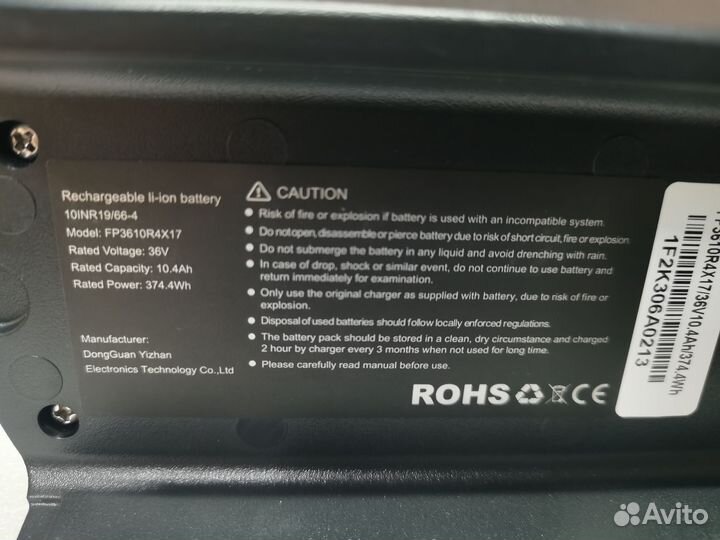 Rechargeable li-ion battery
10INR19/66-4
Model: FP3610R4X17
Rated Voltage: 36V
Rated Capacity: 10.4Ah
Rated Power: 374.4Wh
Manufacturer:
DongGuan Yizhan
Electronics Technology Co.,Ltd
CAUTION
Risk of fire or explosion if battery is used with an incompatible system.
Do not open, disassemble or pierce battery due to risk of short circuit, fire or explosion.
Do not submerge the battery in any liquid and avoid drenching with rain.
In case of drop, shock or similar event, do not continue to use battery and
return immediately for examination.
Only use the original charger as supplied with battery, due to risk of fire or
explosion.
Disposal of used batteries should follow locally enforced regulations.
The battery pack should be stored in a clean, dry circumstance and charged
2 hour by charger every 3 months when not used for long time.
Please carefully read manual before use.
ROHS CE
FP3610R4X17/36V/10.4Ah/374.4Wh
1F2K306A0213
Avito